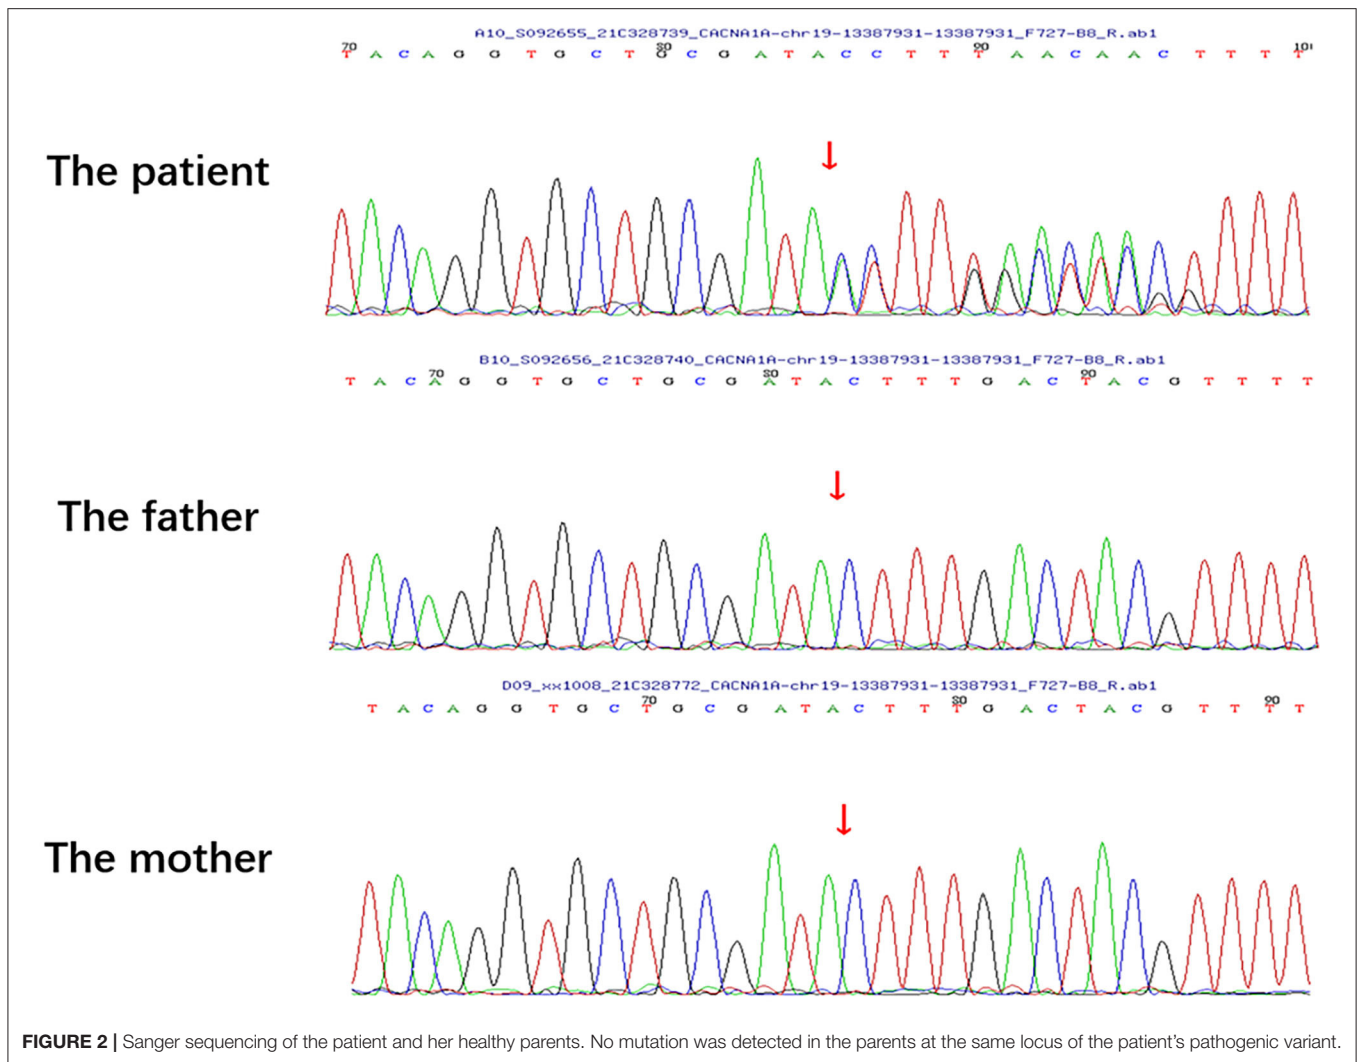 A10_S092655_21C328739_CACNA1A-chr19-13387931-13387931_F727-B8_R.ab1
70 80 90
T A C A G G T G C T G C G A T A C C T T T A A C A A C T T T T
The patient
B10_S092656_21C328740_CACNA1A-chr19-13387931-13387931_F727-B8_R.ab1
70 80 90
T A C A G G T G C T G C G A T A C T T T G A C T A C G T T T T
The father
D09_xx1008_21C328772_CACNA1A-chr19-13387931-13387931_F727-B8_R.ab1
70 80 90
T A C A G G T G C T G C G A T A C T T T G A C T A C G T T T T
The mother
FIGURE 2 | Sanger sequencing of the patient and her healthy parents. No mutation was detected in the parents at the same locus of the patient's pathogenic variant.